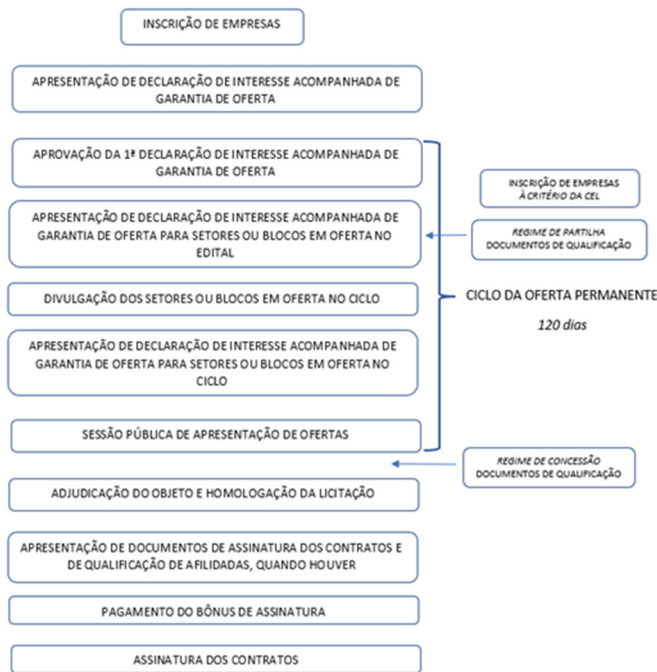 INSCRIÇÃO DE EMPRESAS
APRESENTAÇÃO DE DECLARAÇÃO DE INTERESSE ACOMPANHADA DE
GARANTIA DE OFERTA
APROVAÇÃO DA 1ª DECLARAÇÃO DE INTERESSE ACOMPANHADA DE
GARANTIA DE OFERTA
INSCRIÇÃO DE EMPRESAS
À CRITÉRIO DA CEL
APRESENTAÇÃO DE DECLARAÇÃO DE INTERESSE ACOMPANHADA DE
GARANTIA DE OFERTA PARA SETORES OU BLOCOS EM OFERTA NO
EDITAL
REGIME DE PARTILHA
DOCUMENTOS DE QUALIFICAÇÃO
DIVULGAÇÃO DOS SETORES OU BLOCOS EM OFERTA NO CICLO
CICLO DA OFERTA PERMANENTE
120 dias
APRESENTAÇÃO DE DECLARAÇÃO DE INTERESSE ACOMPANHADA DE
GARANTIA DE OFERTA PARA SETORES OU BLOCOS EM OFERTA NO
CICLO
SESSÃO PÚBLICA DE APRESENTAÇÃO DE OFERTAS
REGIME DE CONCESSÃO
DOCUMENTOS DE QUALIFICAÇÃO
ADJUDICAÇÃO DO OBJETO E HOMOLOGAÇÃO DA LICITAÇÃO
APRESENTAÇÃO DE DOCUMENTOS DE ASSINATURA DOS CONTRATOS E
DE QUALIFICAÇÃO DE AFILIDADAS, QUANDO HOUVER
PAGAMENTO DO BÔNUS DE ASSINATURA
ASSINATURA DOS CONTRATOS